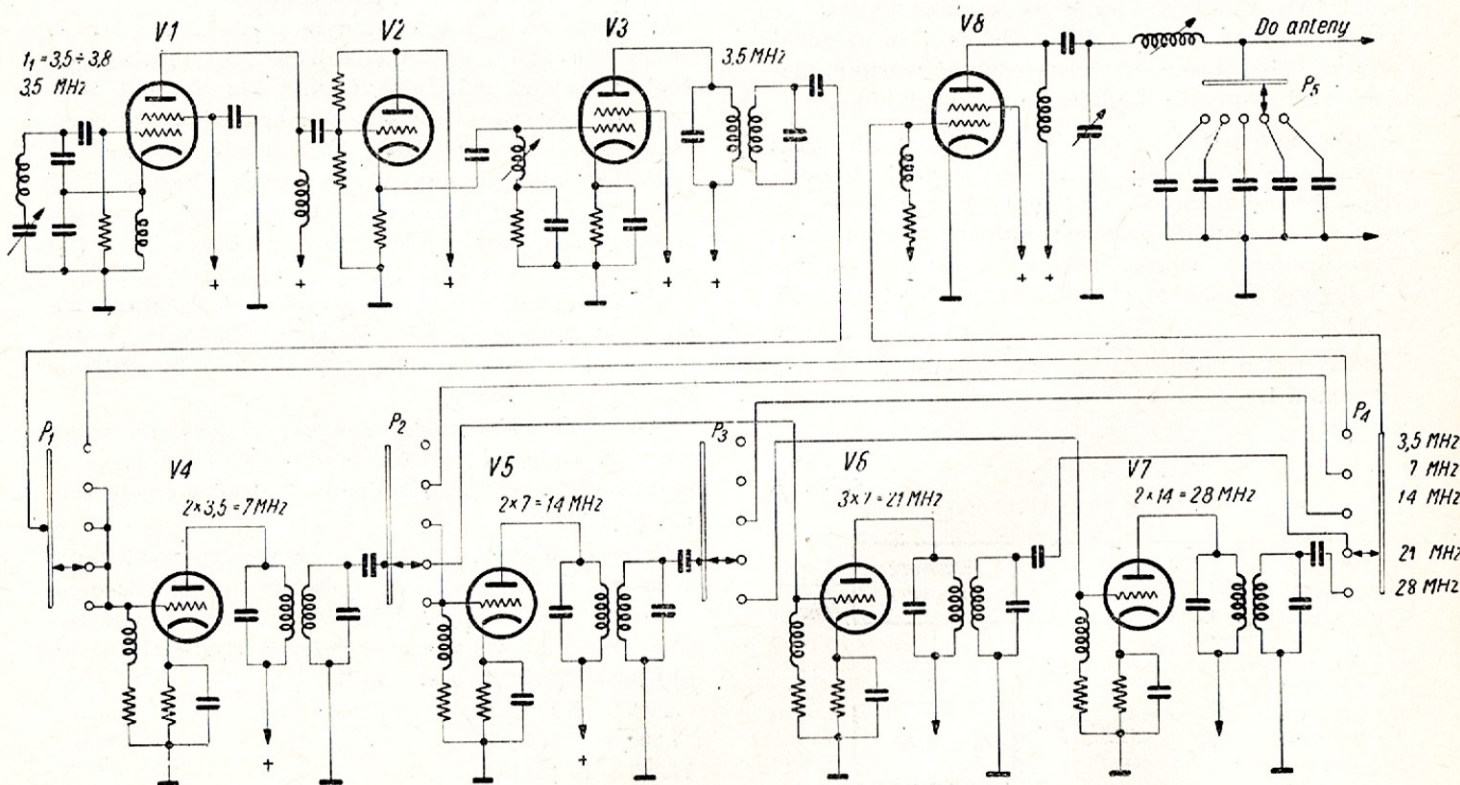 V1
V2
V3
V8
f₁ = 3,5 ÷ 3,8
3,5 MHz
3,5 MHz
Do anteny
P₅
+
+
+
+
+
+
+
P₁
P₂
P₃
P₄
V4
V5
V6
V7
2×3,5 = 7 MHz
2×7 = 14 MHz
3×7 = 21 MHz
2×14 = 28 MHz
3,5 MHz
7 MHz
14 MHz
21 MHz
28 MHz
+
+